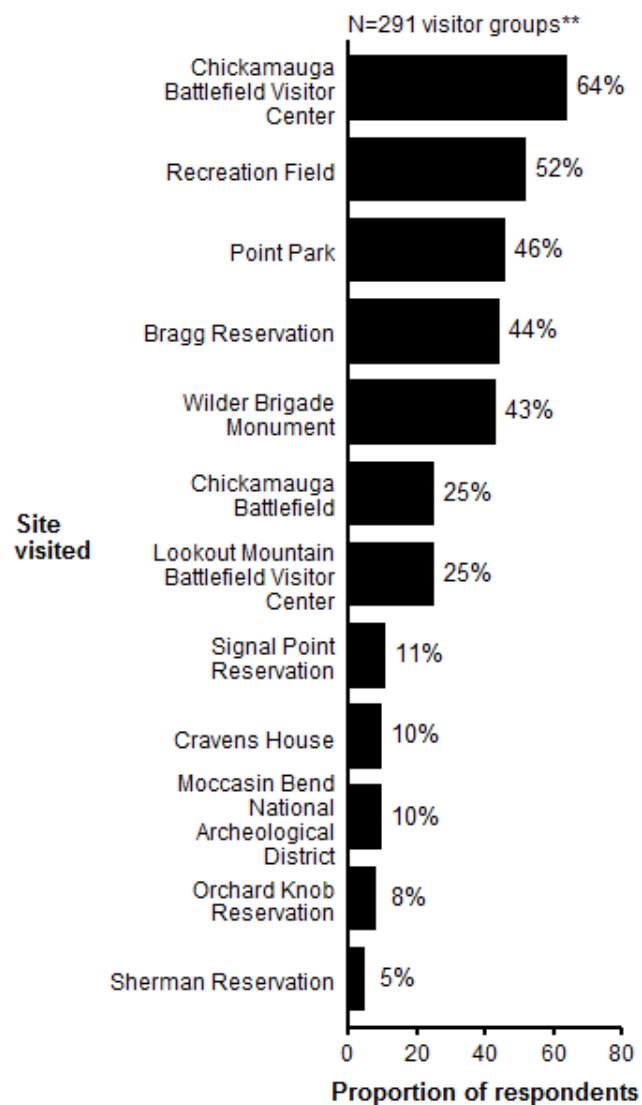 N=291 visitor groups**
Chickamauga
Battlefield Visitor
Center
64%
Recreation Field
52%
Point Park
46%
Bragg Reservation
44%
Wilder Brigade
Monument
43%
Chickamauga
Battlefield
25%
Site
visited
Lookout Mountain
Battlefield Visitor
Center
25%
Signal Point
Reservation
11%
Cravens House
10%
Moccasin Bend
National
Archeological
District
10%
Orchard Knob
Reservation
8%
Sherman Reservation
5%
0 20 40 60 80
Proportion of respondents